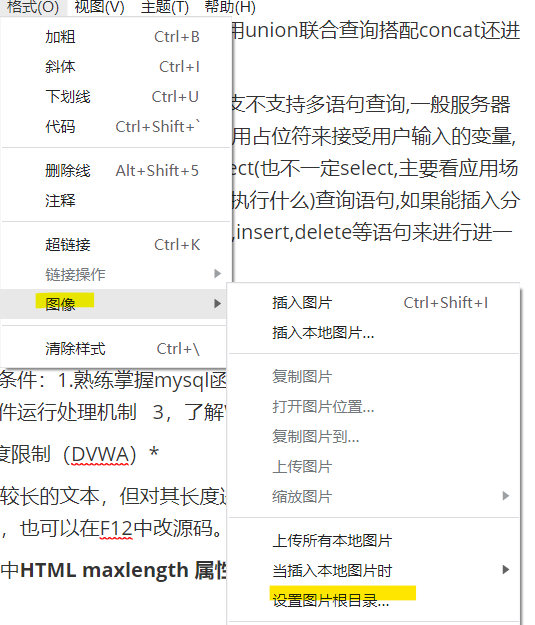 格式(O) 视图(V) 主题(T) 帮助(H)
加粗 Ctrl+B
斜体 Ctrl+I
下划线 Ctrl+U
代码 Ctrl+Shift+`
删除线 Alt+Shift+5
注释
超链接 Ctrl+K
链接操作
图像
清除样式 Ctrl+\
插入图片 Ctrl+Shift+I
插入本地图片...
复制图片
打开图片位置...
复制图片到...
上传图片
缩放图片
上传所有本地图片
当插入本地图片时
设置图片根目录...
用union联合查询搭配concat还进
支不支持多语句查询,一般服务器
用占位符来接受用户输入的变量,
ect(也不一定select,主要看应用场
执行什么)查询语句,如果能插入分
,insert,delete等语句来进行进一
条件：1.熟练掌握mysql函
件运行处理机制 3，了解
度限制（DVWA）*
较长的文本，但对其长度
，也可以在F12中改源码。
中HTML maxlength 属性